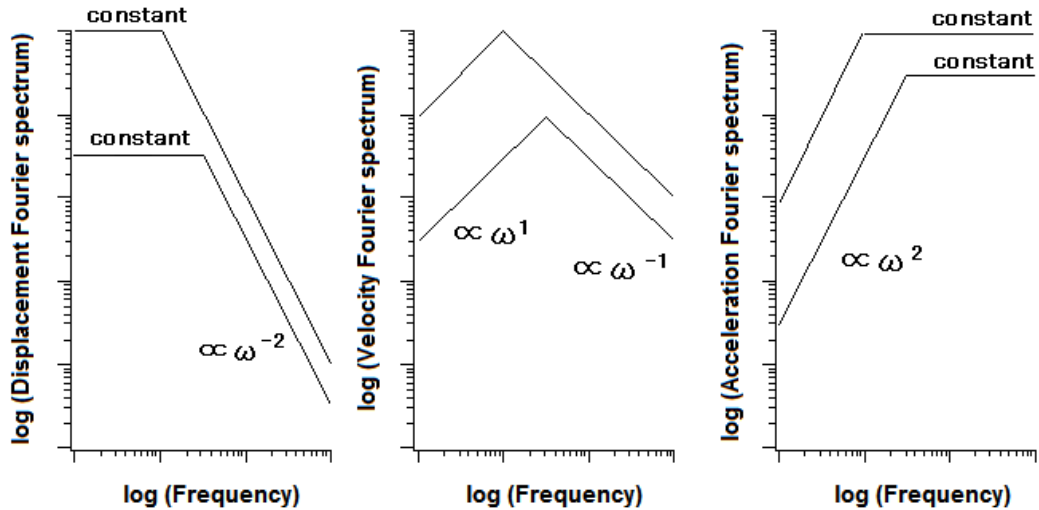 log (Displacement Fourier spectrum)
constant
constant
∝ ω⁻²
log (Frequency)
log (Velocity Fourier spectrum)
∝ ω¹
∝ ω⁻¹
log (Frequency)
log (Acceleration Fourier spectrum)
constant
constant
∝ ω²
log (Frequency)